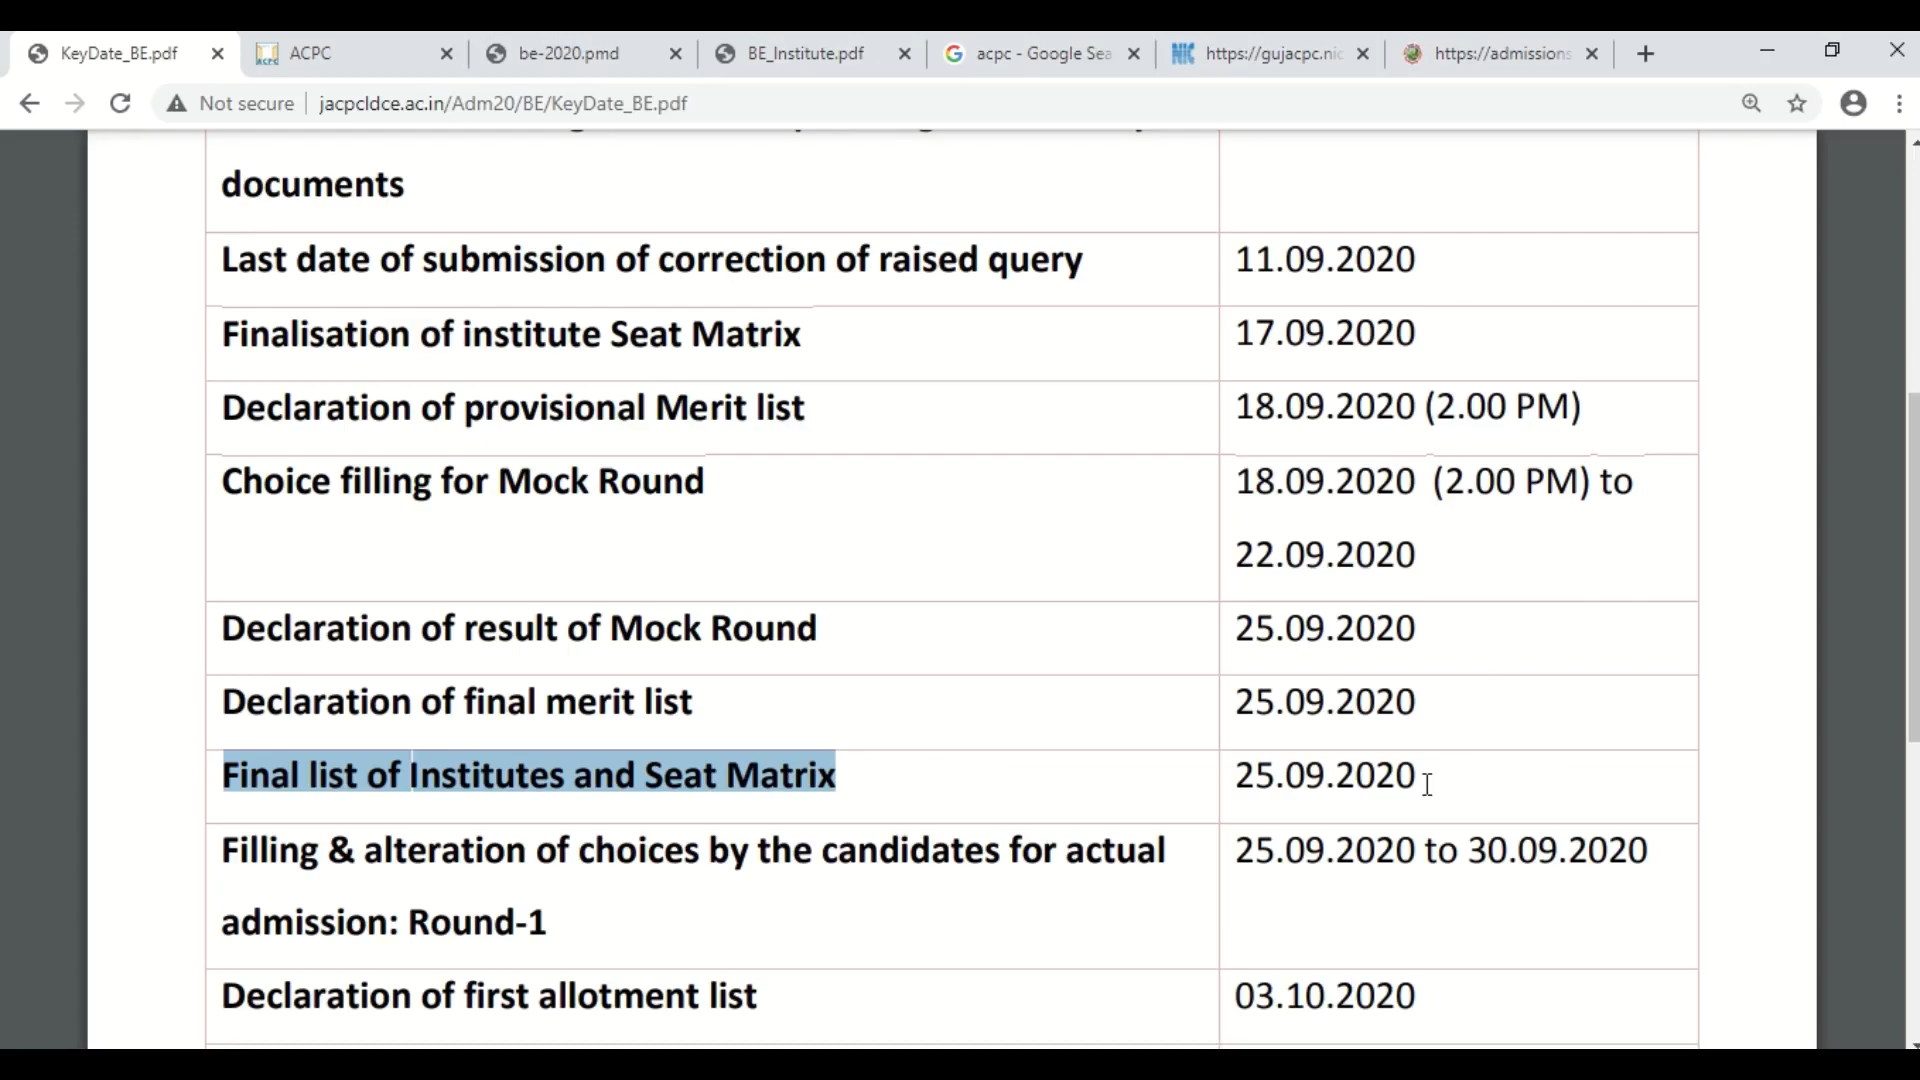 KeyDate_BE.pdf
ACPC
be-2020.pmd
BE_Institute.pdf
acpc - Google Sea
https://gujacpc.nic
https://admissions
Not secure
jacpcldce.ac.in/Adm20/BE/KeyDate_BE.pdf
documents
Last date of submission of correction of raised query 11.09.2020
Finalisation of institute Seat Matrix 17.09.2020
Declaration of provisional Merit list 18.09.2020 (2.00 PM)
Choice filling for Mock Round 18.09.2020 (2.00 PM) to
22.09.2020
Declaration of result of Mock Round 25.09.2020
Declaration of final merit list 25.09.2020
Final list of Institutes and Seat Matrix 25.09.2020
Filling & alteration of choices by the candidates for actual 25.09.2020 to 30.09.2020
admission: Round-1
Declaration of first allotment list 03.10.2020